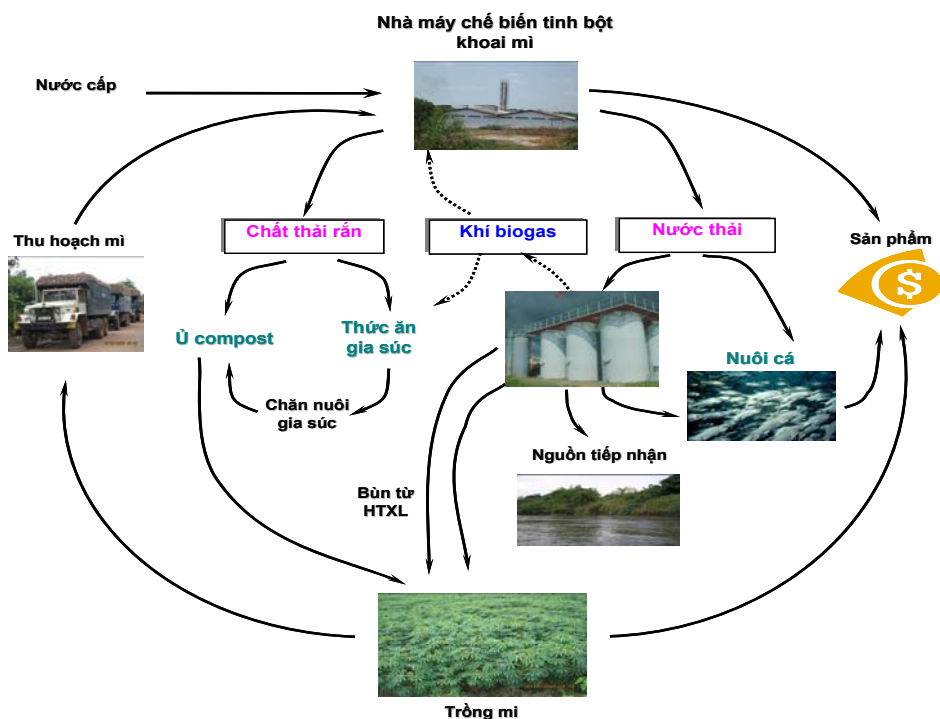 Nhà máy chế biến tinh bột
khoai mì
Nước cấp
Chất thải rắn
Khí biogas
Nước thải
Thu hoạch mì
Sản phẩm
$
Ủ compost
Thức ăn
gia súc
Nuôi cá
Chăn nuôi
gia súc
Nguồn tiếp nhận
Bùn từ
HTXL
Trồng mi